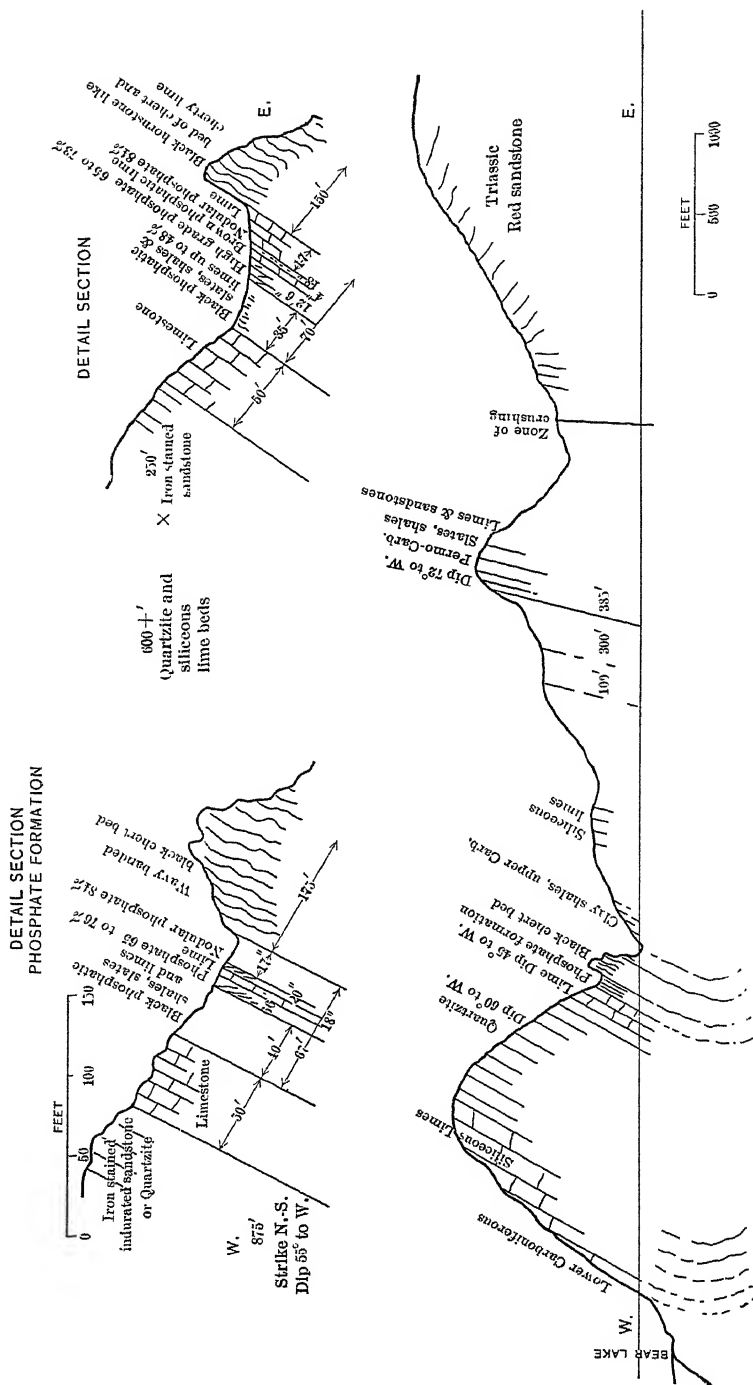 DETAIL SECTION
PHOSPHATE FORMATION
FEET
0
50
100
150
Iron stained
indurated sandstone
or Quartzite
Limestone
Black phosphatic
shales, slates
and limes
Phosphate 65 to 76%
Lime
Nodular phosphate 81%
Wavy banded
black chert bed
50'
40'
62'
20"
17"
18"
175'
W.
875'
Strike N.-S.
Dip 55° to W.
600+'
Quartzite and
siliceous
lime beds
×
250'
Iron stained
sandstone
DETAIL SECTION
Limestone
Black phosphatic
slates, shales &
limes up to 48%
High grade phosphate 65 to 73%
Brown phosphatic lime
Nodular phosphate 81%
Lime
Black hornstone like
bed of chert and
cherty lime
E.
50'
70'
150'
W.
BEAR LAKE
Lower Carboniferous
Siliceous Limes
Quartzite
Dip 60° to W.
Lime Dip 45° to W.
Phosphate formation
Black chert bed
Clay shales, upper Carb.
Siliceous
limes
109'
300'
385'
Dip 72° to W.
Permo-Carb.
Slates, shales
Limes & sandstones
Zone of
crushing
Triassic
Red sandstone
E.
FEET
0
500
1000